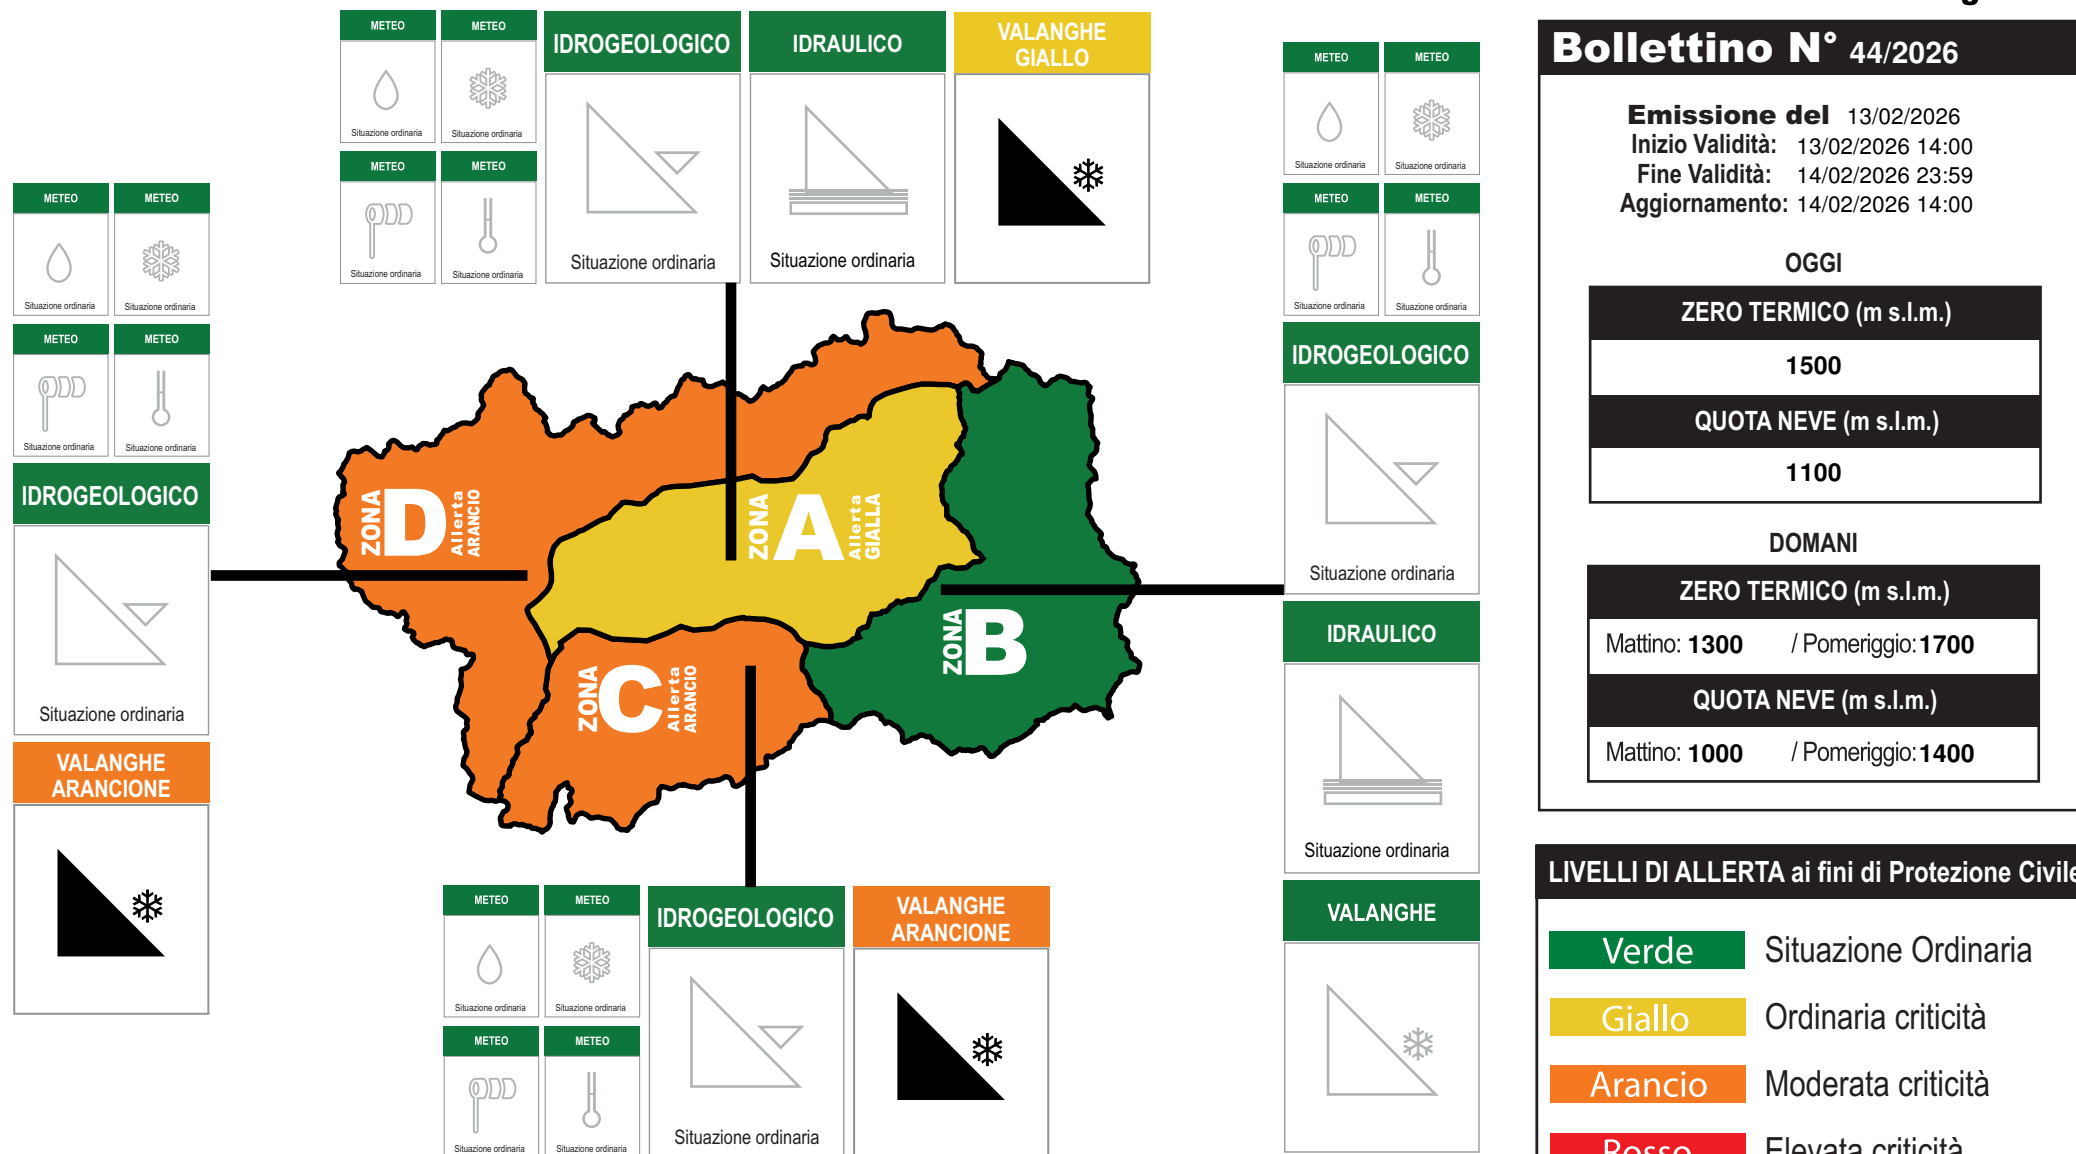 METEO METEO
Situazione ordinaria Situazione ordinaria
METEO METEO
Situazione ordinaria Situazione ordinaria
IDROGEOLOGICO
Situazione ordinaria
IDRAULICO
Situazione ordinaria
VALANGHE
GIALLO
METEO METEO
Situazione ordinaria Situazione ordinaria
METEO METEO
Situazione ordinaria Situazione ordinaria
IDROGEOLOGICO
Situazione ordinaria
VALANGHE
ARANCIONE
ZONA D Allerta ARANCIO
ZONA A Allerta GIALLA
ZONA B
ZONA C Allerta ARANCIO
METEO METEO
Situazione ordinaria Situazione ordinaria
METEO METEO
Situazione ordinaria Situazione ordinaria
IDROGEOLOGICO
Situazione ordinaria
VALANGHE
ARANCIONE
METEO METEO
Situazione ordinaria Situazione ordinaria
METEO METEO
Situazione ordinaria Situazione ordinaria
IDROGEOLOGICO
Situazione ordinaria
IDRAULICO
Situazione ordinaria
VALANGHE
Bollettino N° 44/2026
Emissione del 13/02/2026
Inizio Validità: 13/02/2026 14:00
Fine Validità: 14/02/2026 23:59
Aggiornamento: 14/02/2026 14:00
OGGI
ZERO TERMICO (m s.l.m.)
1500
QUOTA NEVE (m s.l.m.)
1100
DOMANI
ZERO TERMICO (m s.l.m.)
Mattino: 1300 / Pomeriggio: 1700
QUOTA NEVE (m s.l.m.)
Mattino: 1000 / Pomeriggio: 1400
LIVELLI DI ALLERTA ai fini di Protezione Civile
Verde Situazione Ordinaria
Giallo Ordinaria criticità
Arancio Moderata criticità
Rosso Elevata criticità